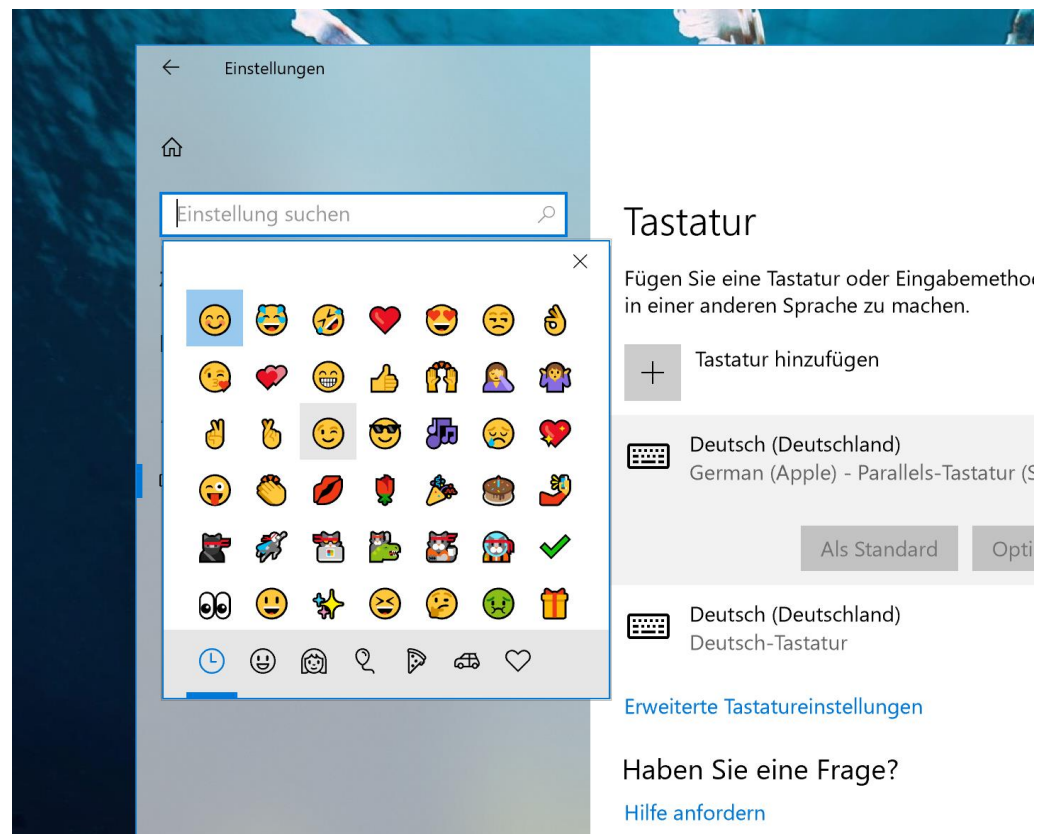 Einstellungen
Einstellung suchen
Tastatur
Fügen Sie eine Tastatur oder
in einer anderen Sprache zu machen.
Tastatur hinzufügen
Deutsch (Deutschland)
German (Apple) - Parallels-Tastatur
Als Standard
Deutsch (Deutschland)
Deutsch-Tastatur
Erweiterte Tastatureinstellungen
Haben Sie eine Frage?
Hilfe anfordern